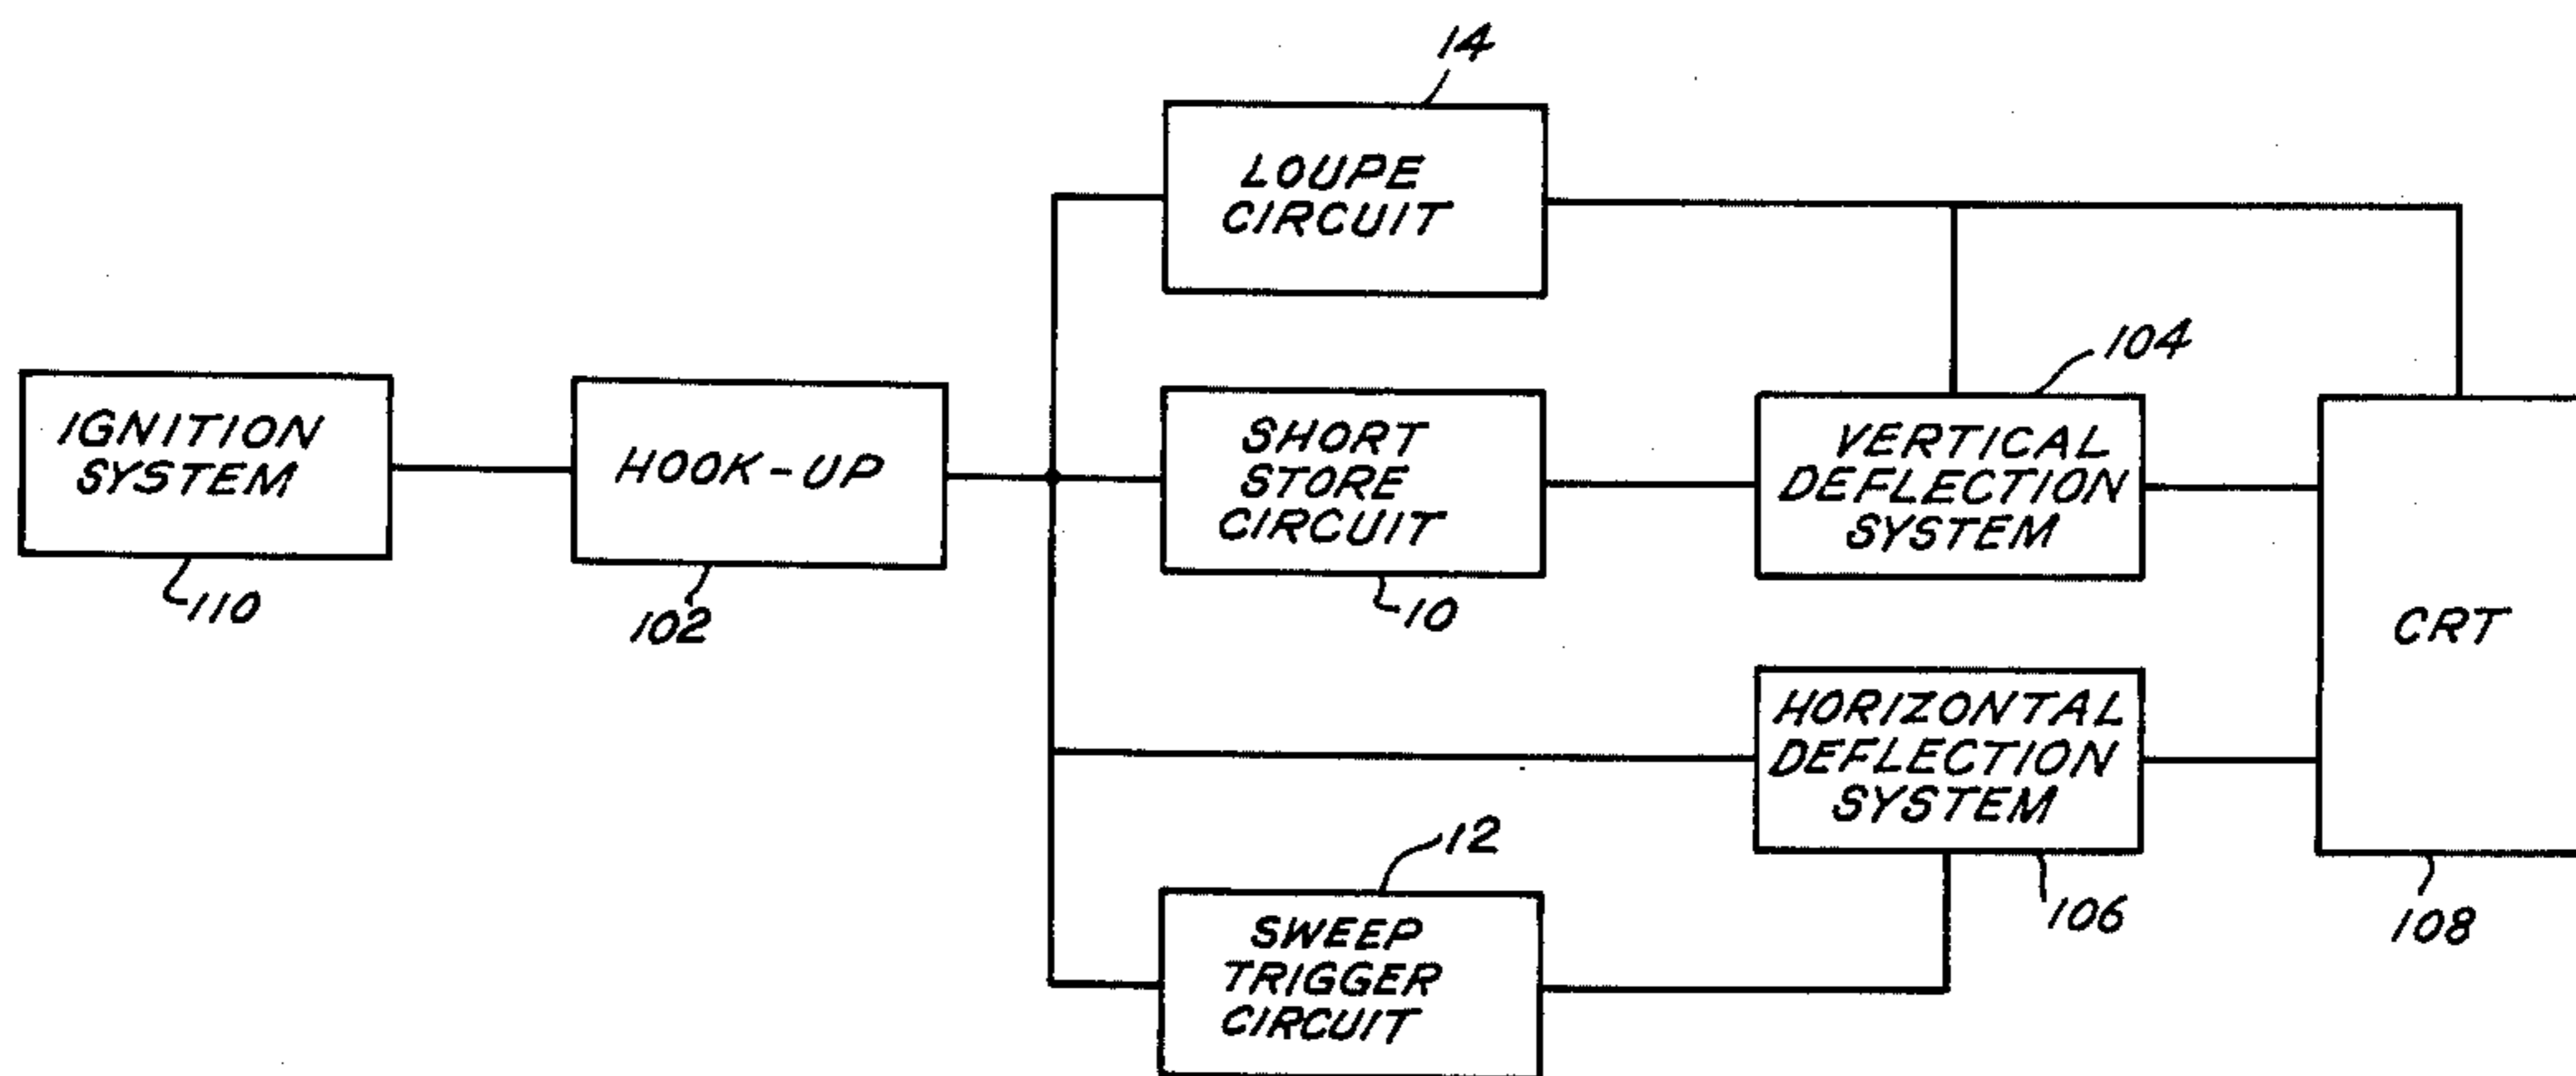 14
LOUPE
CIRCUIT
104
IGNITION
SYSTEM
110
HOOK-UP
102
SHORT
STORE
CIRCUIT
10
VERTICAL
DEFLECTION
SYSTEM
CRT
108
HORIZONTAL
DEFLECTION
SYSTEM
106
12
SWEEP
TRIGGER
CIRCUIT